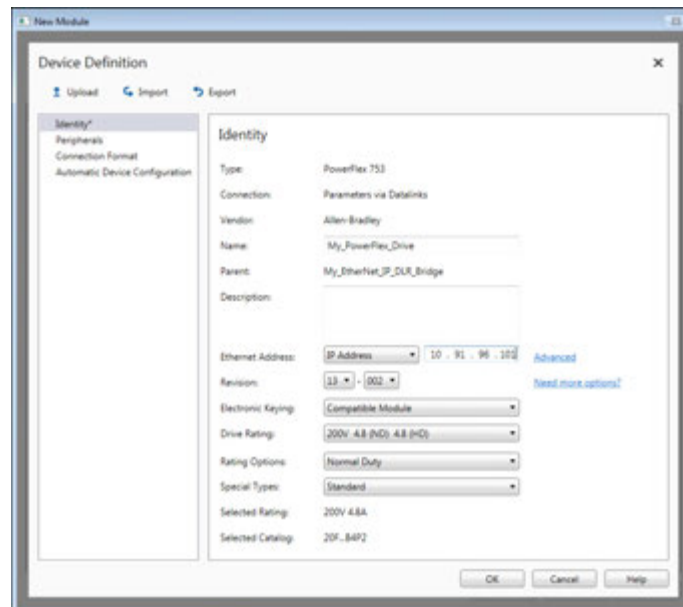 New Module
Device Definition
Upload Import Export
Identity*
Peripherals
Connection Format
Automatic Device Configuration
Identity
Type: PowerFlex 753
Connection: Parameters via Datalinks
Vendor: Allen-Bradley
Name: My_PowerFlex_Drive
Parent: My_EtherNet_IP_DLR_Bridge
Description:
Ethernet Address: IP Address 10 . 91 . 96 . 101 Advanced
Revision: 13 - 002 Need more options?
Electronic Keying: Compatible Module
Drive Rating: 200V 4.8 (ND) 4.8 (HD)
Rating Options: Normal Duty
Special Types: Standard
Selected Rating: 200V 4.8A
Selected Catalog: 20F...84P2
OK Cancel Help